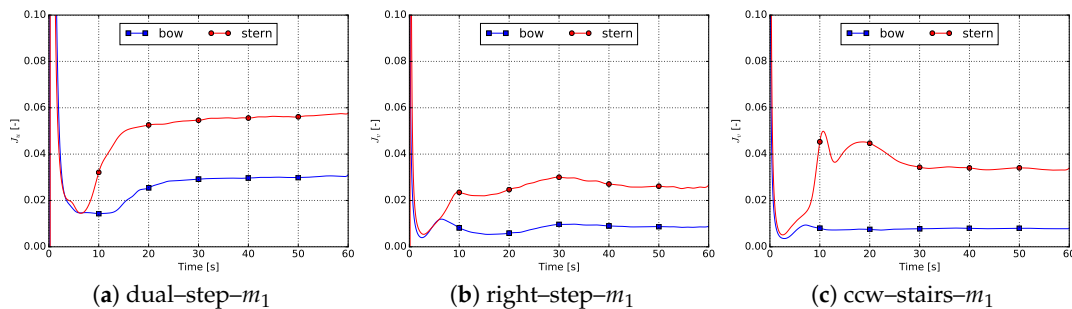 0.10
0.08
0.06
0.04
0.02
0.00
J_u [-]
bow
stern
0 10 20 30 40 50 60
Time [s]
(a) dual–step–m1
0.10
0.08
0.06
0.04
0.02
0.00
J_v [-]
bow
stern
0 10 20 30 40 50 60
Time [s]
(b) right–step–m1
0.10
0.08
0.06
0.04
0.02
0.00
J_v [-]
bow
stern
0 10 20 30 40 50 60
Time [s]
(c) ccw–stairs–m1